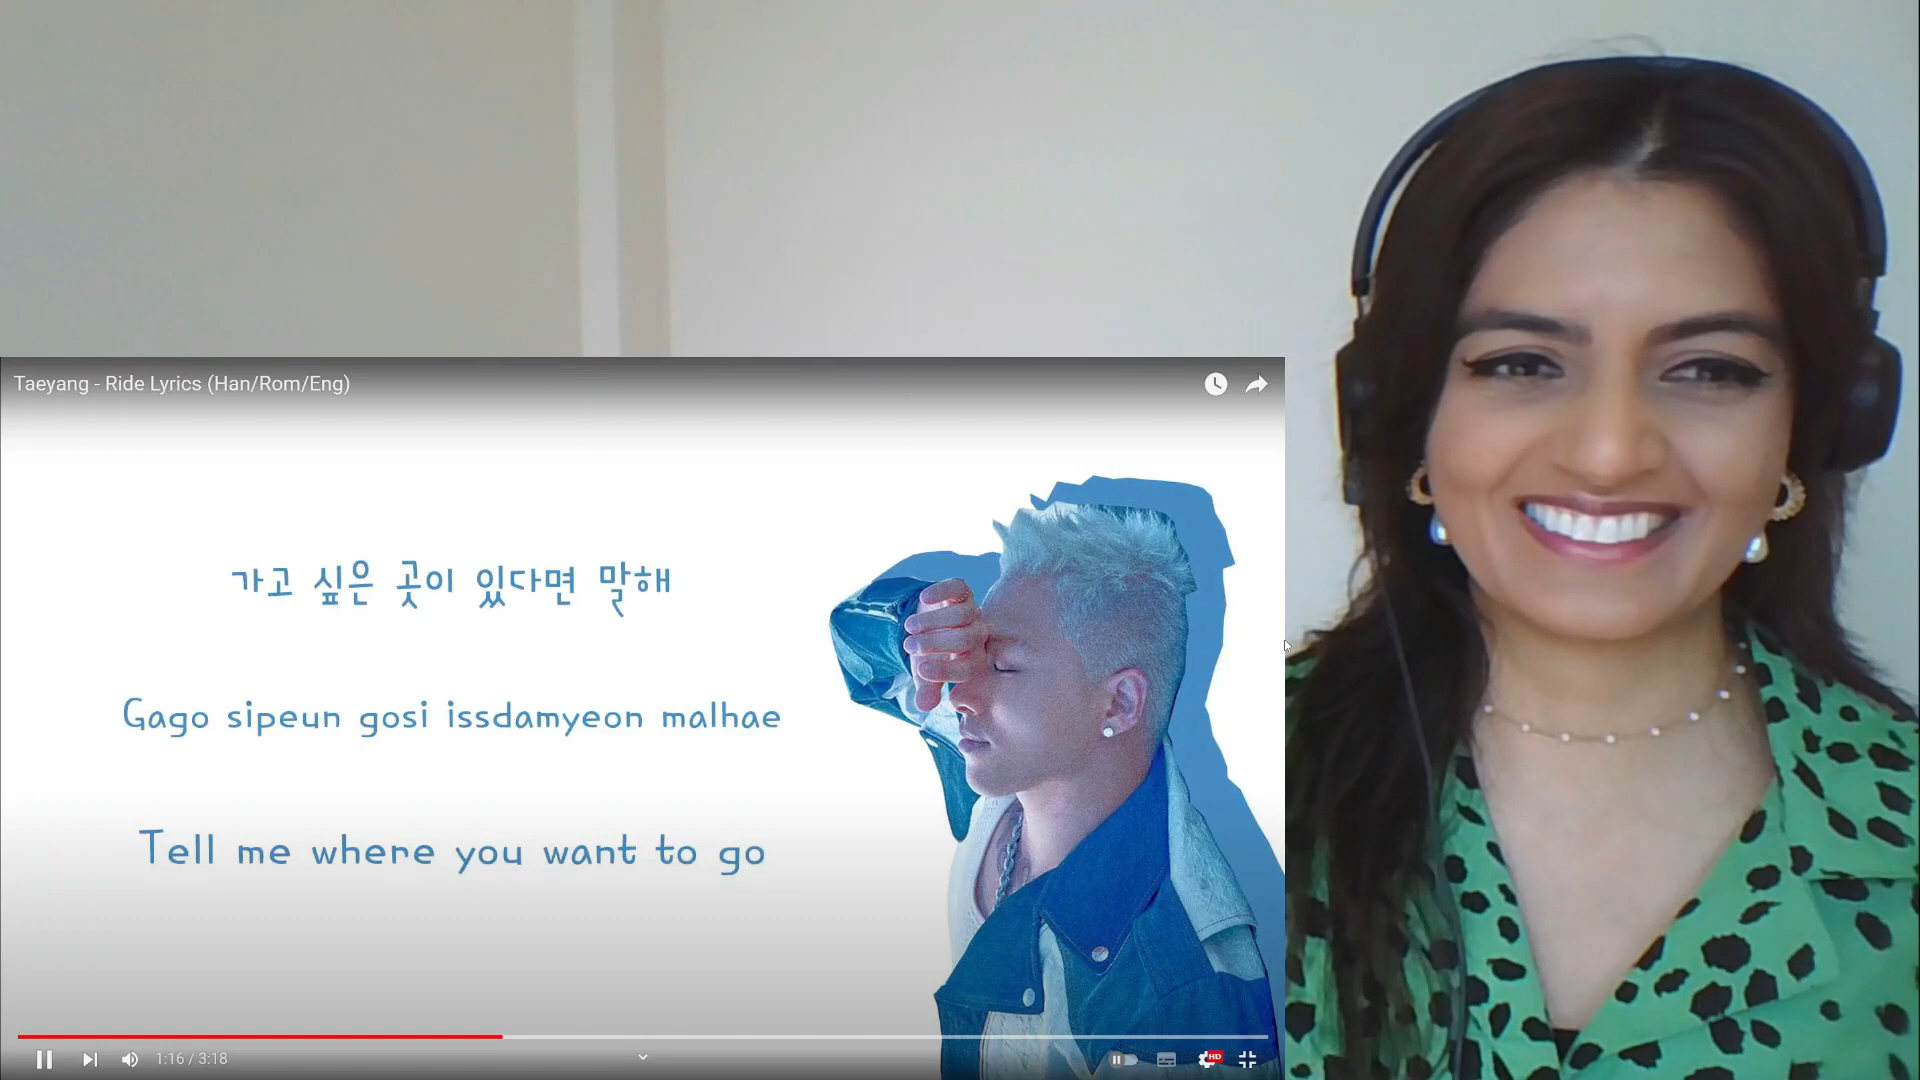 Taeyang - Ride Lyrics (Han/Rom/Eng)
가고 싶은 곳이 있다면 말해
Gago sipeun gosi issdamyeon malhae
Tell me where you want to go
1:16 / 3:18
HD